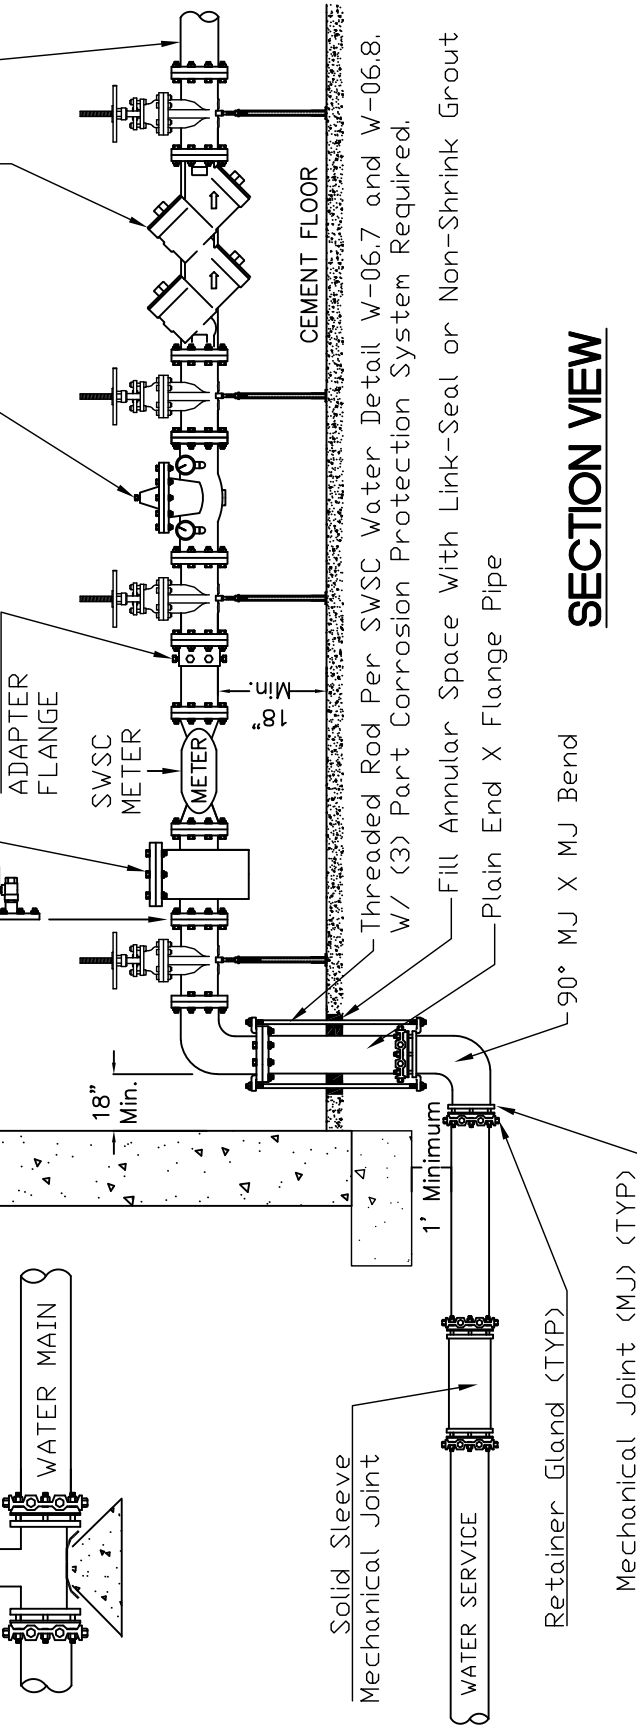 WATER MAIN
Solid Sleeve
Mechanical Joint
WATER SERVICE
Retainer Gland (TYP)
Mechanical Joint (MJ) (TYP)
1' Minimum
18"
Min.
ADAPTER
FLANGE
SWSC
METER
METER
18"
Min.
CEMENT FLOOR
Threaded Rod Per SWSC Water Detail W-06.7 and W-06.8.
W/ (3) Part Corrosion Protection System Required.
Fill Annular Space With Link-Seal or Non-Shrink Grout
Plain End X Flange Pipe
90° MJ X MJ Bend
SECTION VIEW